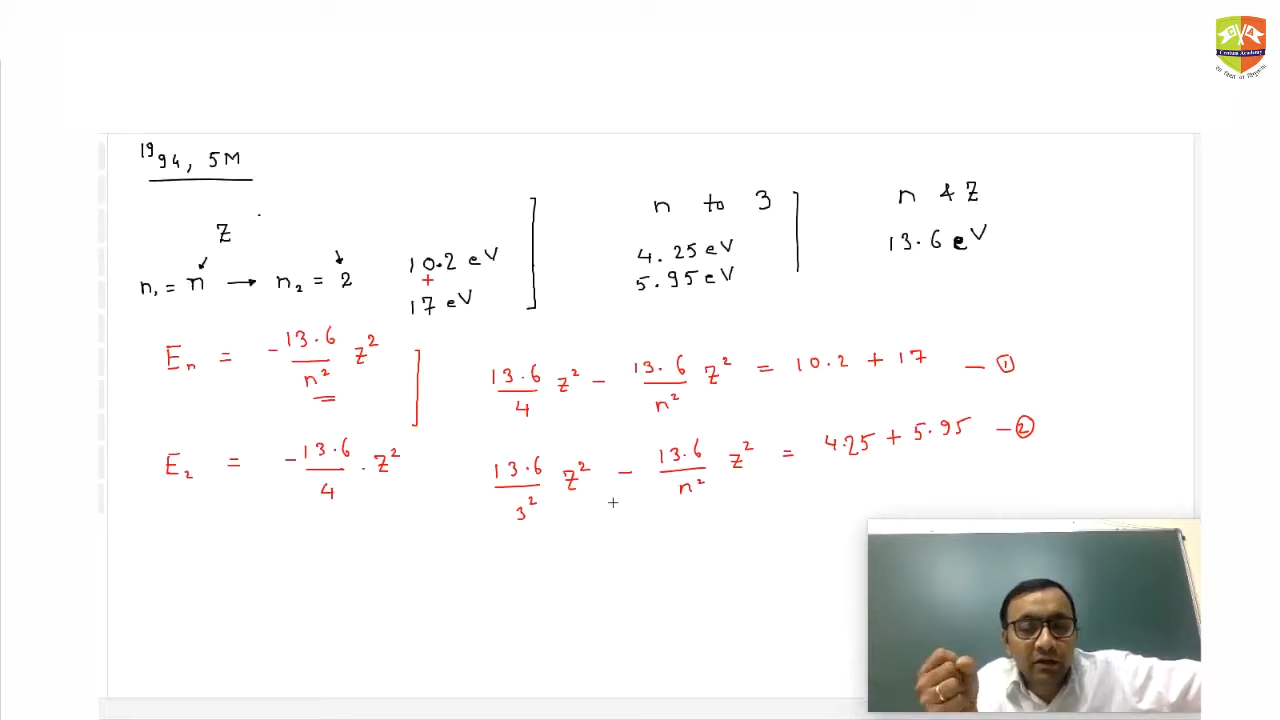 Centum Academy
1994, 5M
Z
n₁ = n → n₂ = 2
10.2 eV
+
17 eV
n to 3
4.25 eV
5.95 eV
n & Z
13.6 eV
Eₙ = -13.6/n² Z²
E₂ = -13.6/4 . Z²
13.6/4 Z² - 13.6/n² Z² = 10.2 + 17 — ①
13.6/3² Z² - 13.6/n² Z² = 4.25 + 5.95 — ②